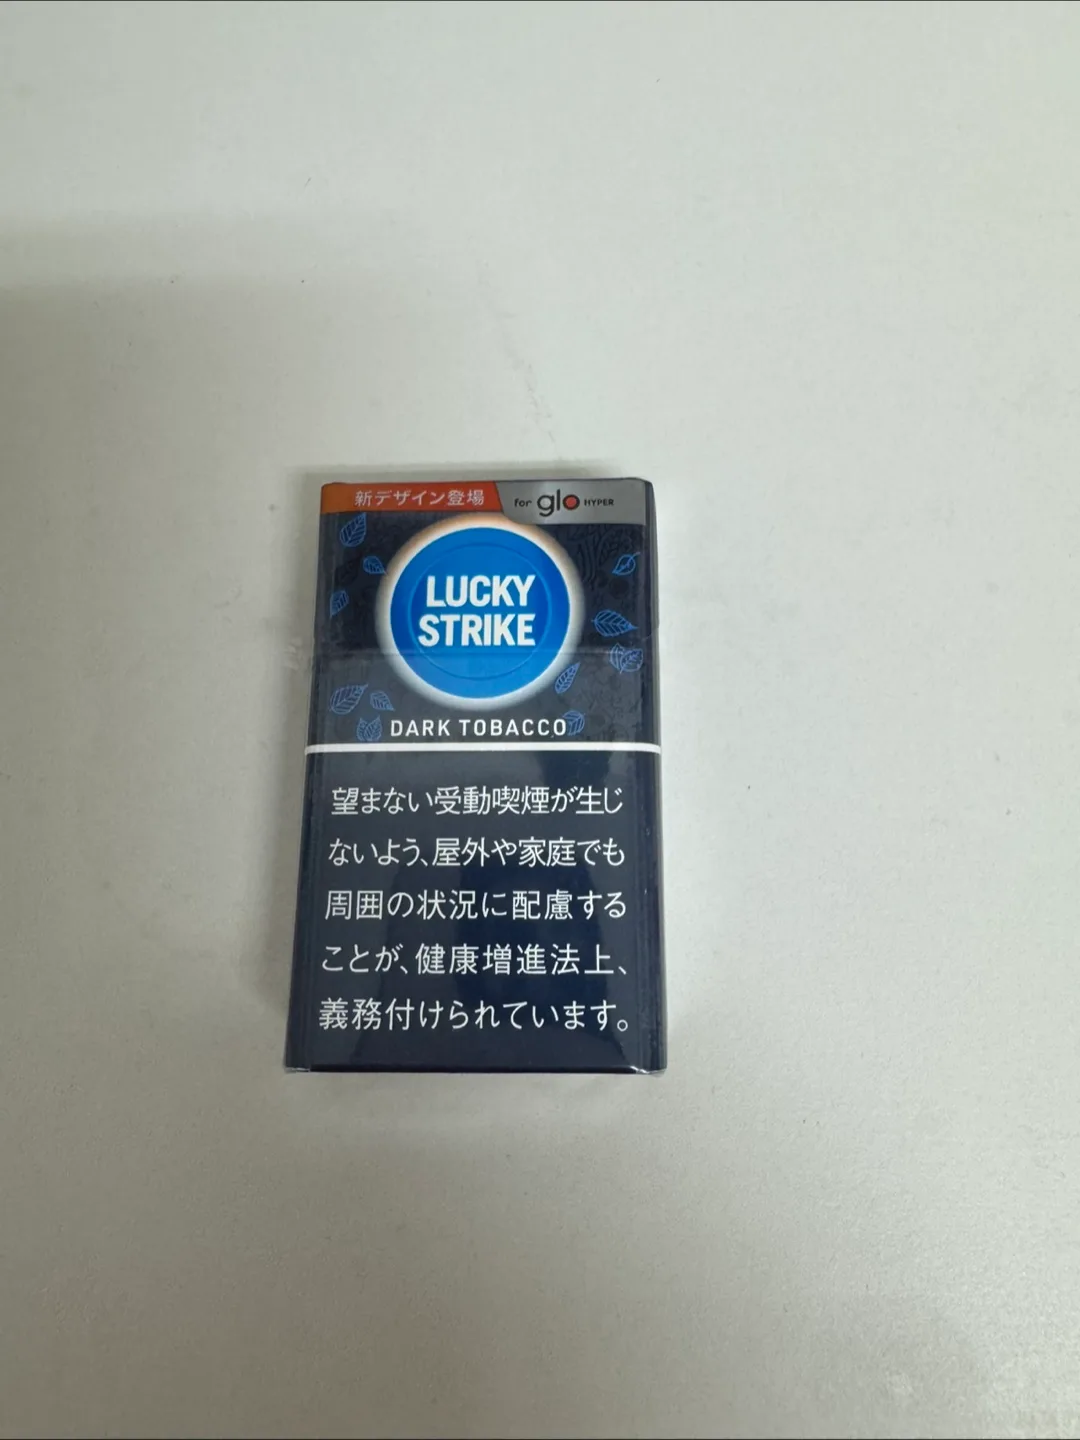 新デザイン登場 for glo HYPER
LUCKY
STRIKE
DARK TOBACCO
望まない受動喫煙が生じ
ないよう、屋外や家庭でも
周囲の状況に配慮する
ことが、健康増進法上、
義務付けられています。